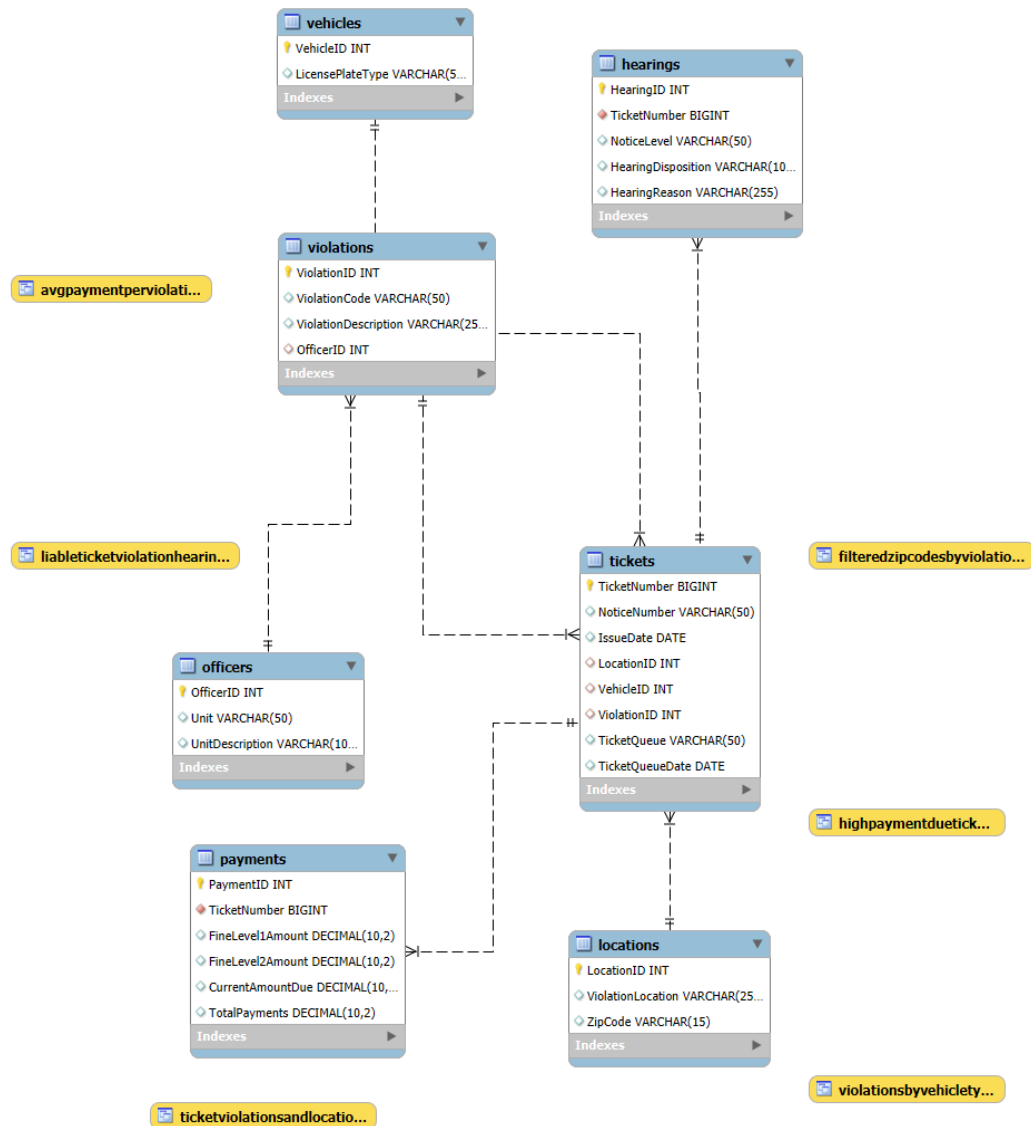 vehicles
VehicleID INT
LicensePlateType VARCHAR(5...
Indexes
hearings
HearingID INT
TicketNumber BIGINT
NoticeLevel VARCHAR(50)
HearingDisposition VARCHAR(10...
HearingReason VARCHAR(255)
Indexes
violations
ViolationID INT
ViolationCode VARCHAR(50)
ViolationDescription VARCHAR(25...
OfficerID INT
Indexes
avgpaymentperviolati...
liableticketviolationhearin...
filteredzipcodesbyviolatio...
tickets
TicketNumber BIGINT
NoticeNumber VARCHAR(50)
IssueDate DATE
LocationID INT
VehicleID INT
ViolationID INT
TicketQueue VARCHAR(50)
TicketQueueDate DATE
Indexes
officers
OfficerID INT
Unit VARCHAR(50)
UnitDescription VARCHAR(10...
Indexes
highpaymentduetick...
payments
PaymentID INT
TicketNumber BIGINT
FineLevel1Amount DECIMAL(10,2)
FineLevel2Amount DECIMAL(10,2)
CurrentAmountDue DECIMAL(10,...
TotalPayments DECIMAL(10,2)
Indexes
locations
LocationID INT
ViolationLocation VARCHAR(25...
ZipCode VARCHAR(15)
Indexes
violationsbyvehiclety...
ticketviolationsandlocatio...